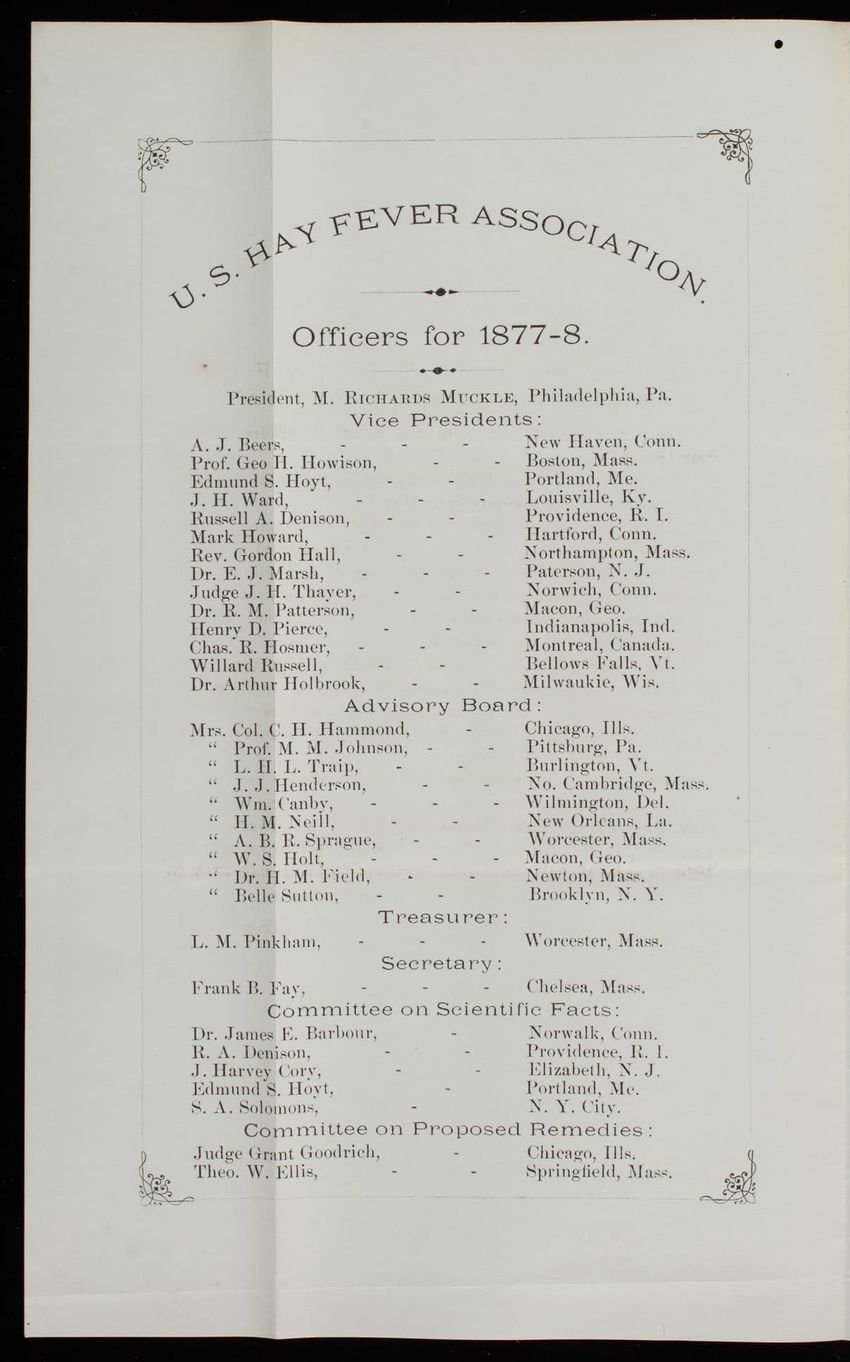 U. S. HAY FEVER ASSOCIATION.
Officers for 1877-8.
President, M. RICHARDS MUCKLE, Philadelphia, Pa.
Vice Presidents:
A. J. Beers, - - - New Haven, Conn.
Prof. Geo H. Howison, - - Boston, Mass.
Edmund S. Hoyt, - - Portland, Me.
J. H. Ward, - - - Louisville, Ky.
Russell A. Denison, - - Providence, R. I.
Mark Howard, - - - Hartford, Conn.
Rev. Gordon Hall, - - Northampton, Mass.
Dr. E. J. Marsh, - - - Paterson, N. J.
Judge J. H. Thayer, - - Norwich, Conn.
Dr. R. M. Patterson, - - Macon, Geo.
Henry D. Pierce, - - Indianapolis, Ind.
Chas. R. Hosmer, - - - Montreal, Canada.
Willard Russell, - - Bellows Falls, Vt.
Dr. Arthur Holbrook, - - Milwaukie, Wis.
Advisory Board:
Mrs. Col. C. H. Hammond, - Chicago, Ills.
" Prof. M. M. Johnson, - - Pittsburg, Pa.
" L. H. L. Traip, - - Burlington, Vt.
" J. J. Henderson, - - No. Cambridge, Mass.
" Wm. Canby, - - - Wilmington, Del.
" H. M. Neill, - - New Orleans, La.
" A. B. R. Sprague, - - Worcester, Mass.
" W. S. Holt, - - - Macon, Geo.
" Dr. H. M. Field, - - Newton, Mass.
" Belle Sutton, - - Brooklyn, N. Y.
Treasurer:
L. M. Pinkham, - - - Worcester, Mass.
Secretary:
Frank B. Fay, - - - Chelsea, Mass.
Committee on Scientific Facts:
Dr. James E. Barbour, - Norwalk, Conn.
R. A. Denison, - - Providence, R. I.
J. Harvey Cory, - - Elizabeth, N. J.
Edmund S. Hoyt, - Portland, Me.
S. A. Solomons, - N. Y. City.
Committee on Proposed Remedies:
Judge Grant Goodrich, - Chicago, Ills.
Theo. W. Ellis, - - Springfield, Mass.